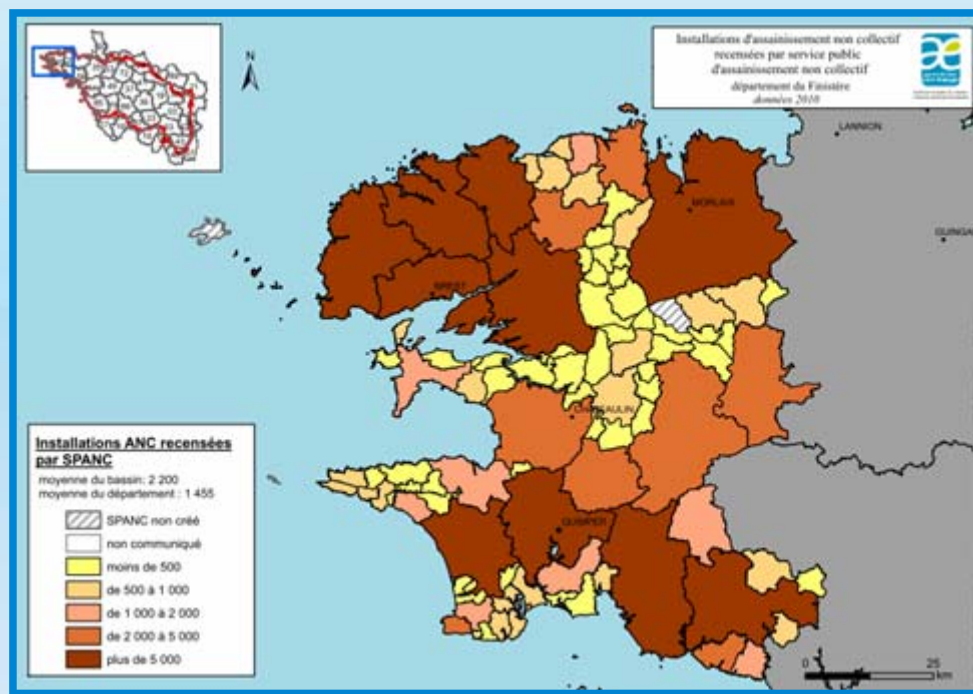 Installations d'assainissement non collectif
recensées par service public
d'assainissement non collectif
département du Finistère
données 2010
N
LANNION
MORLAIX
GUINGA
BREST
CHATEAULIN
QUIMPER
Installations ANC recensées
par SPANC
moyenne du bassin: 2 200
moyenne du département : 1 455
SPANC non créé
non communiqué
moins de 500
de 500 à 1 000
de 1 000 à 2 000
de 2 000 à 5 000
plus de 5 000
0 25
km